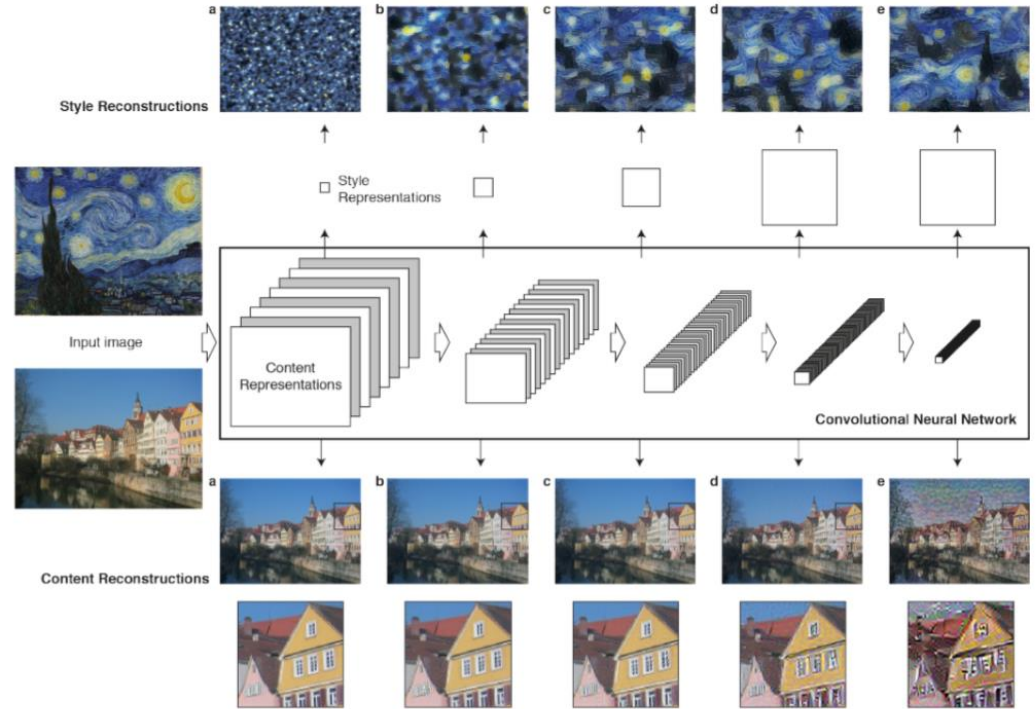 a b c d e
Style Reconstructions
Style
Representations
Input image
Content
Representations
Convolutional Neural Network
a b c d e
Content Reconstructions